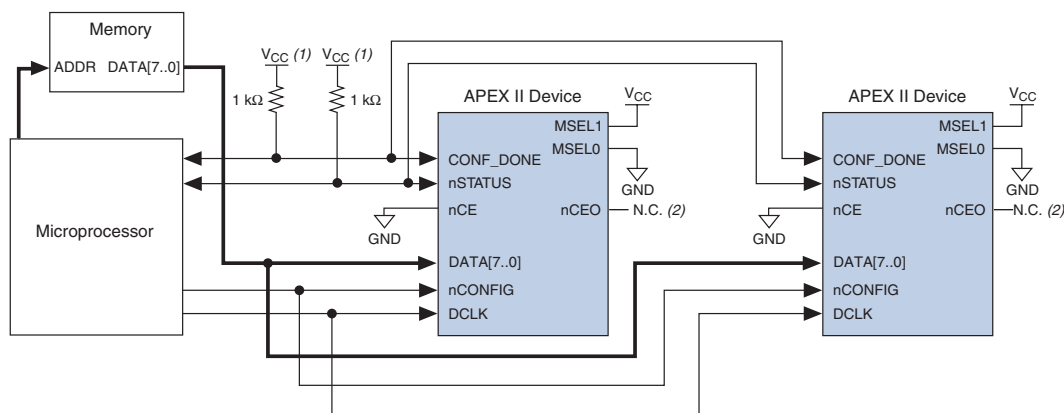 Memory
ADDR DATA[7..0]
VCC (1) VCC (1)
1 kΩ 1 kΩ
Microprocessor
APEX II Device
VCC
MSEL1
MSEL0
CONF_DONE
nSTATUS
GND
nCE nCEO N.C. (2)
GND
DATA[7..0]
nCONFIG
DCLK
APEX II Device
VCC
MSEL1
MSEL0
CONF_DONE
nSTATUS
GND
nCE nCEO N.C. (2)
GND
DATA[7..0]
nCONFIG
DCLK